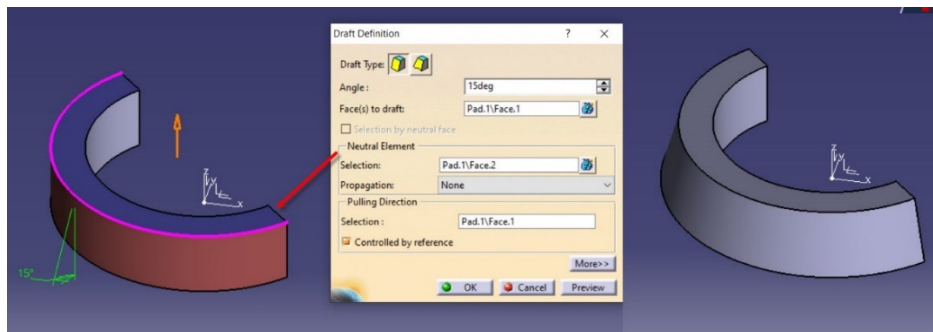 Draft Definition ? ×
Draft Type:
Angle : 15deg
Face(s) to draft: Pad.1\Face.1
Selection by neutral face
Neutral Element
Selection: Pad.1\Face.2
Propagation: None
Pulling Direction
Selection : Pad.1\Face.1
Controlled by reference
More>>
OK Cancel Preview
15°
z
y
x
z
y
x